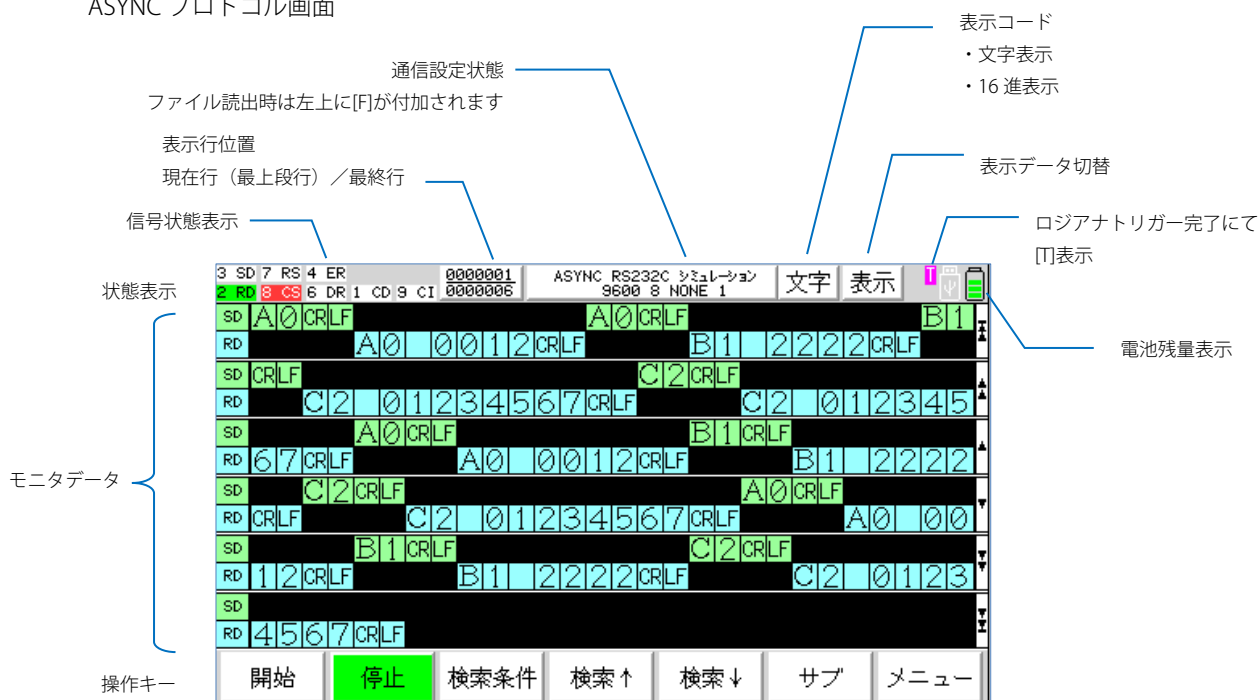 ASYNC プロトコル画面
表示コード
・文字表示
・16 進表示
通信設定状態
ファイル読出時は左上に[F]が付加されます
表示行位置
現在行（最上段行）／最終行
表示データ切替
信号状態表示
ロジアナトリガー完了にて
[T]表示
状態表示
3 SD 7 RS 4 ER
2 RD 8 CS 6 DR 1 CD 9 CI
0000001
0000006
ASYNC RS232C シミュレーション
9600 8 NONE 1
文字
表示
T
電池残量表示
モニタデータ
SD A0CRLF A0CRLF B1
RD A0 0012CRLF B1 2222CRLF
SD CRLF C2CRLF
RD C2 01234567CRLF C2 012345
SD A0CRLF B1CRLF
RD 67CRLF A0 0012CRLF B1 2222
SD C2CRLF A0CRLF
RD CRLF C2 01234567CRLF A0 00
SD B1CRLF C2CRLF
RD 12CRLF B1 2222CRLF C2 0123
SD
RD 4567CRLF
操作キー
開始
停止
検索条件
検索↑
検索↓
サブ
メニュー